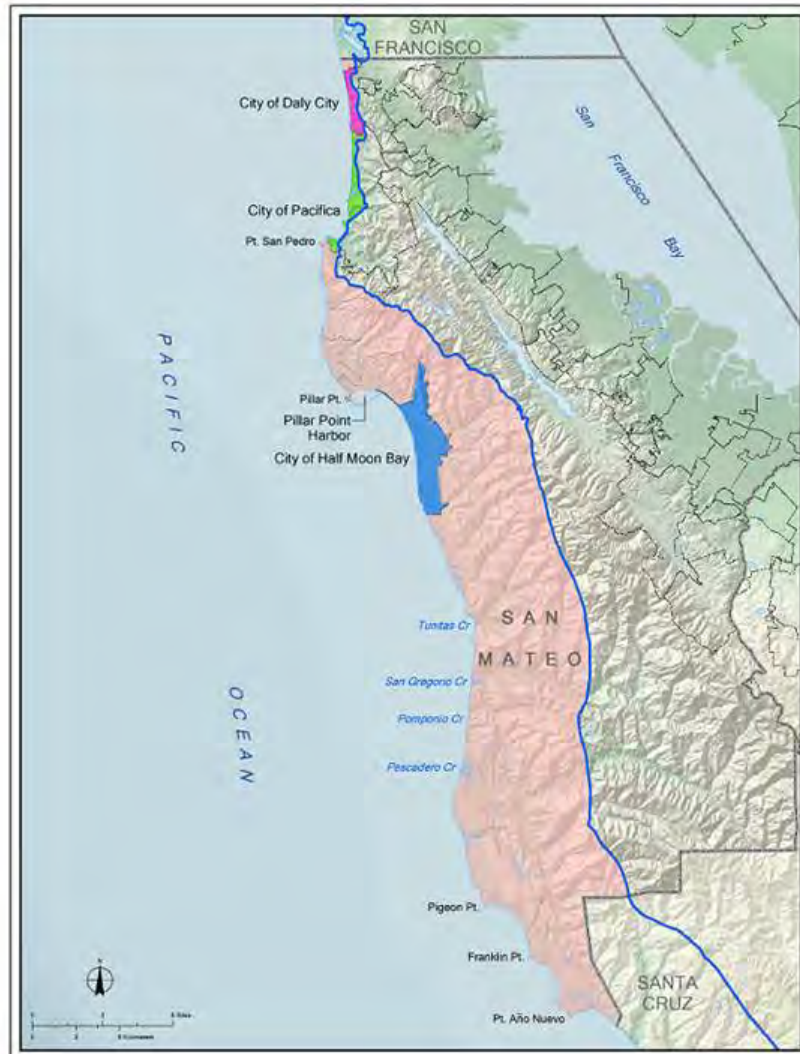 SAN
FRANCISCO
City of Daly City
San
Francisco
Bay
City of Pacifica
Pt. San Pedro
PACIFIC
Pillar Pt.
Pillar Point
Harbor
City of Half Moon Bay
Tunitas Cr
SAN
MATEO
San Gregorio Cr
OCEAN
Pomponio Cr
Pescadero Cr
Pigeon Pt.
Franklin Pt.
N
SANTA
CRUZ
Pt. Año Nuevo